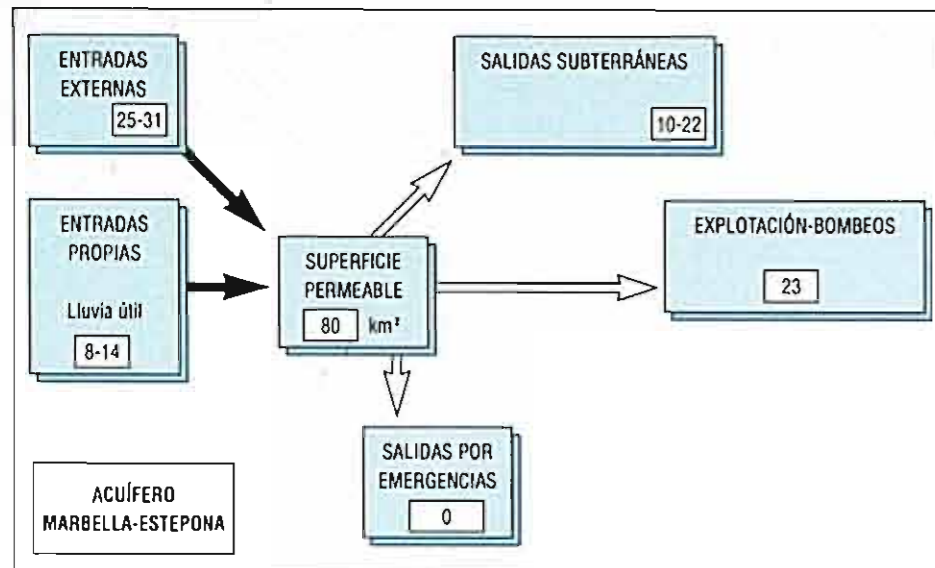 ENTRADAS
EXTERNAS
25-31
SALIDAS SUBTERRÁNEAS
10-22
ENTRADAS
PROPIAS
Lluvia útil
8-14
SUPERFICIE
PERMEABLE
80 km²
EXPLOTACIÓN-BOMBEOS
23
SALIDAS POR
EMERGENCIAS
0
ACUÍFERO
MARBELLA-ESTEPONA